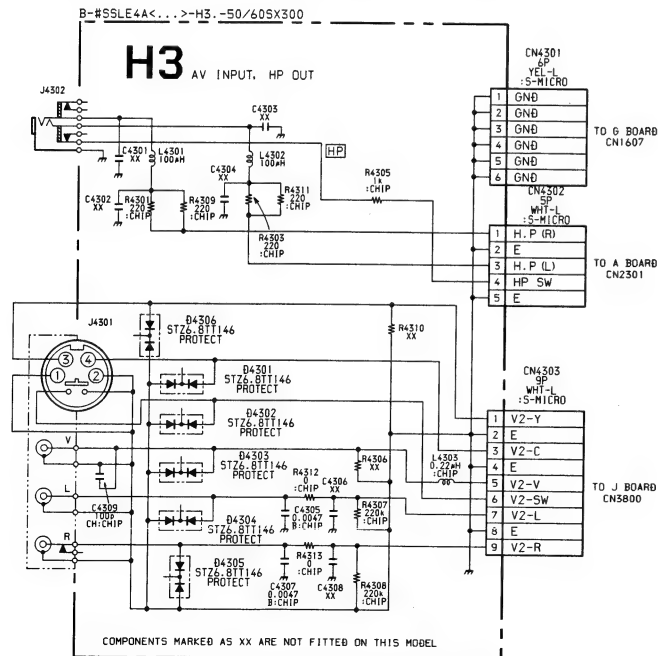 B-#SSLE4A<...>-H3.-50/60SX300
H3 AV INPUT, HP OUT
J4302
C4303
XX
C4301
XX
L4301
100µH
L4302
100µH
HP
C4302
XX
R4301
220
:CHIP
R4309
220
:CHIP
C4304
XX
R4311
220
:CHIP
R4303
220
:CHIP
R4305
1k
:CHIP
CN4301
6P
YEL-L
:S-MICRO
1 GND
2 GND
3 GND
4 GND
5 GND
6 GND
TO G BOARD
CN1607
CN4302
5P
WHT-L
:S-MICRO
1 H.P (R)
2 E
3 H.P (L)
4 HP SW
5 E
TO A BOARD
CN2301
J4301
3 4
1 2
V
L
R
C4309
100p
CH:CHIP
D4306
STZ6.8TT146
PROTECT
D4301
STZ6.8TT146
PROTECT
D4302
STZ6.8TT146
PROTECT
D4303
STZ6.8TT146
PROTECT
D4304
STZ6.8TT146
PROTECT
D4305
STZ6.8TT146
PROTECT
R4310
XX
R4306
XX
L4303
0.22µH
:CHIP
R4312
0
:CHIP
C4306
XX
C4305
0.0047
B:CHIP
R4307
220k
:CHIP
R4313
0
:CHIP
C4307
0.0047
B:CHIP
C4308
XX
R4308
220k
:CHIP
CN4303
9P
WHT-L
:S-MICRO
1 V2-Y
2 E
3 V2-C
4 E
5 V2-V
6 V2-SW
7 V2-L
8 E
9 V2-R
TO J BOARD
CN3800
COMPONENTS MARKED AS XX ARE NOT FITTED ON THIS MODEL